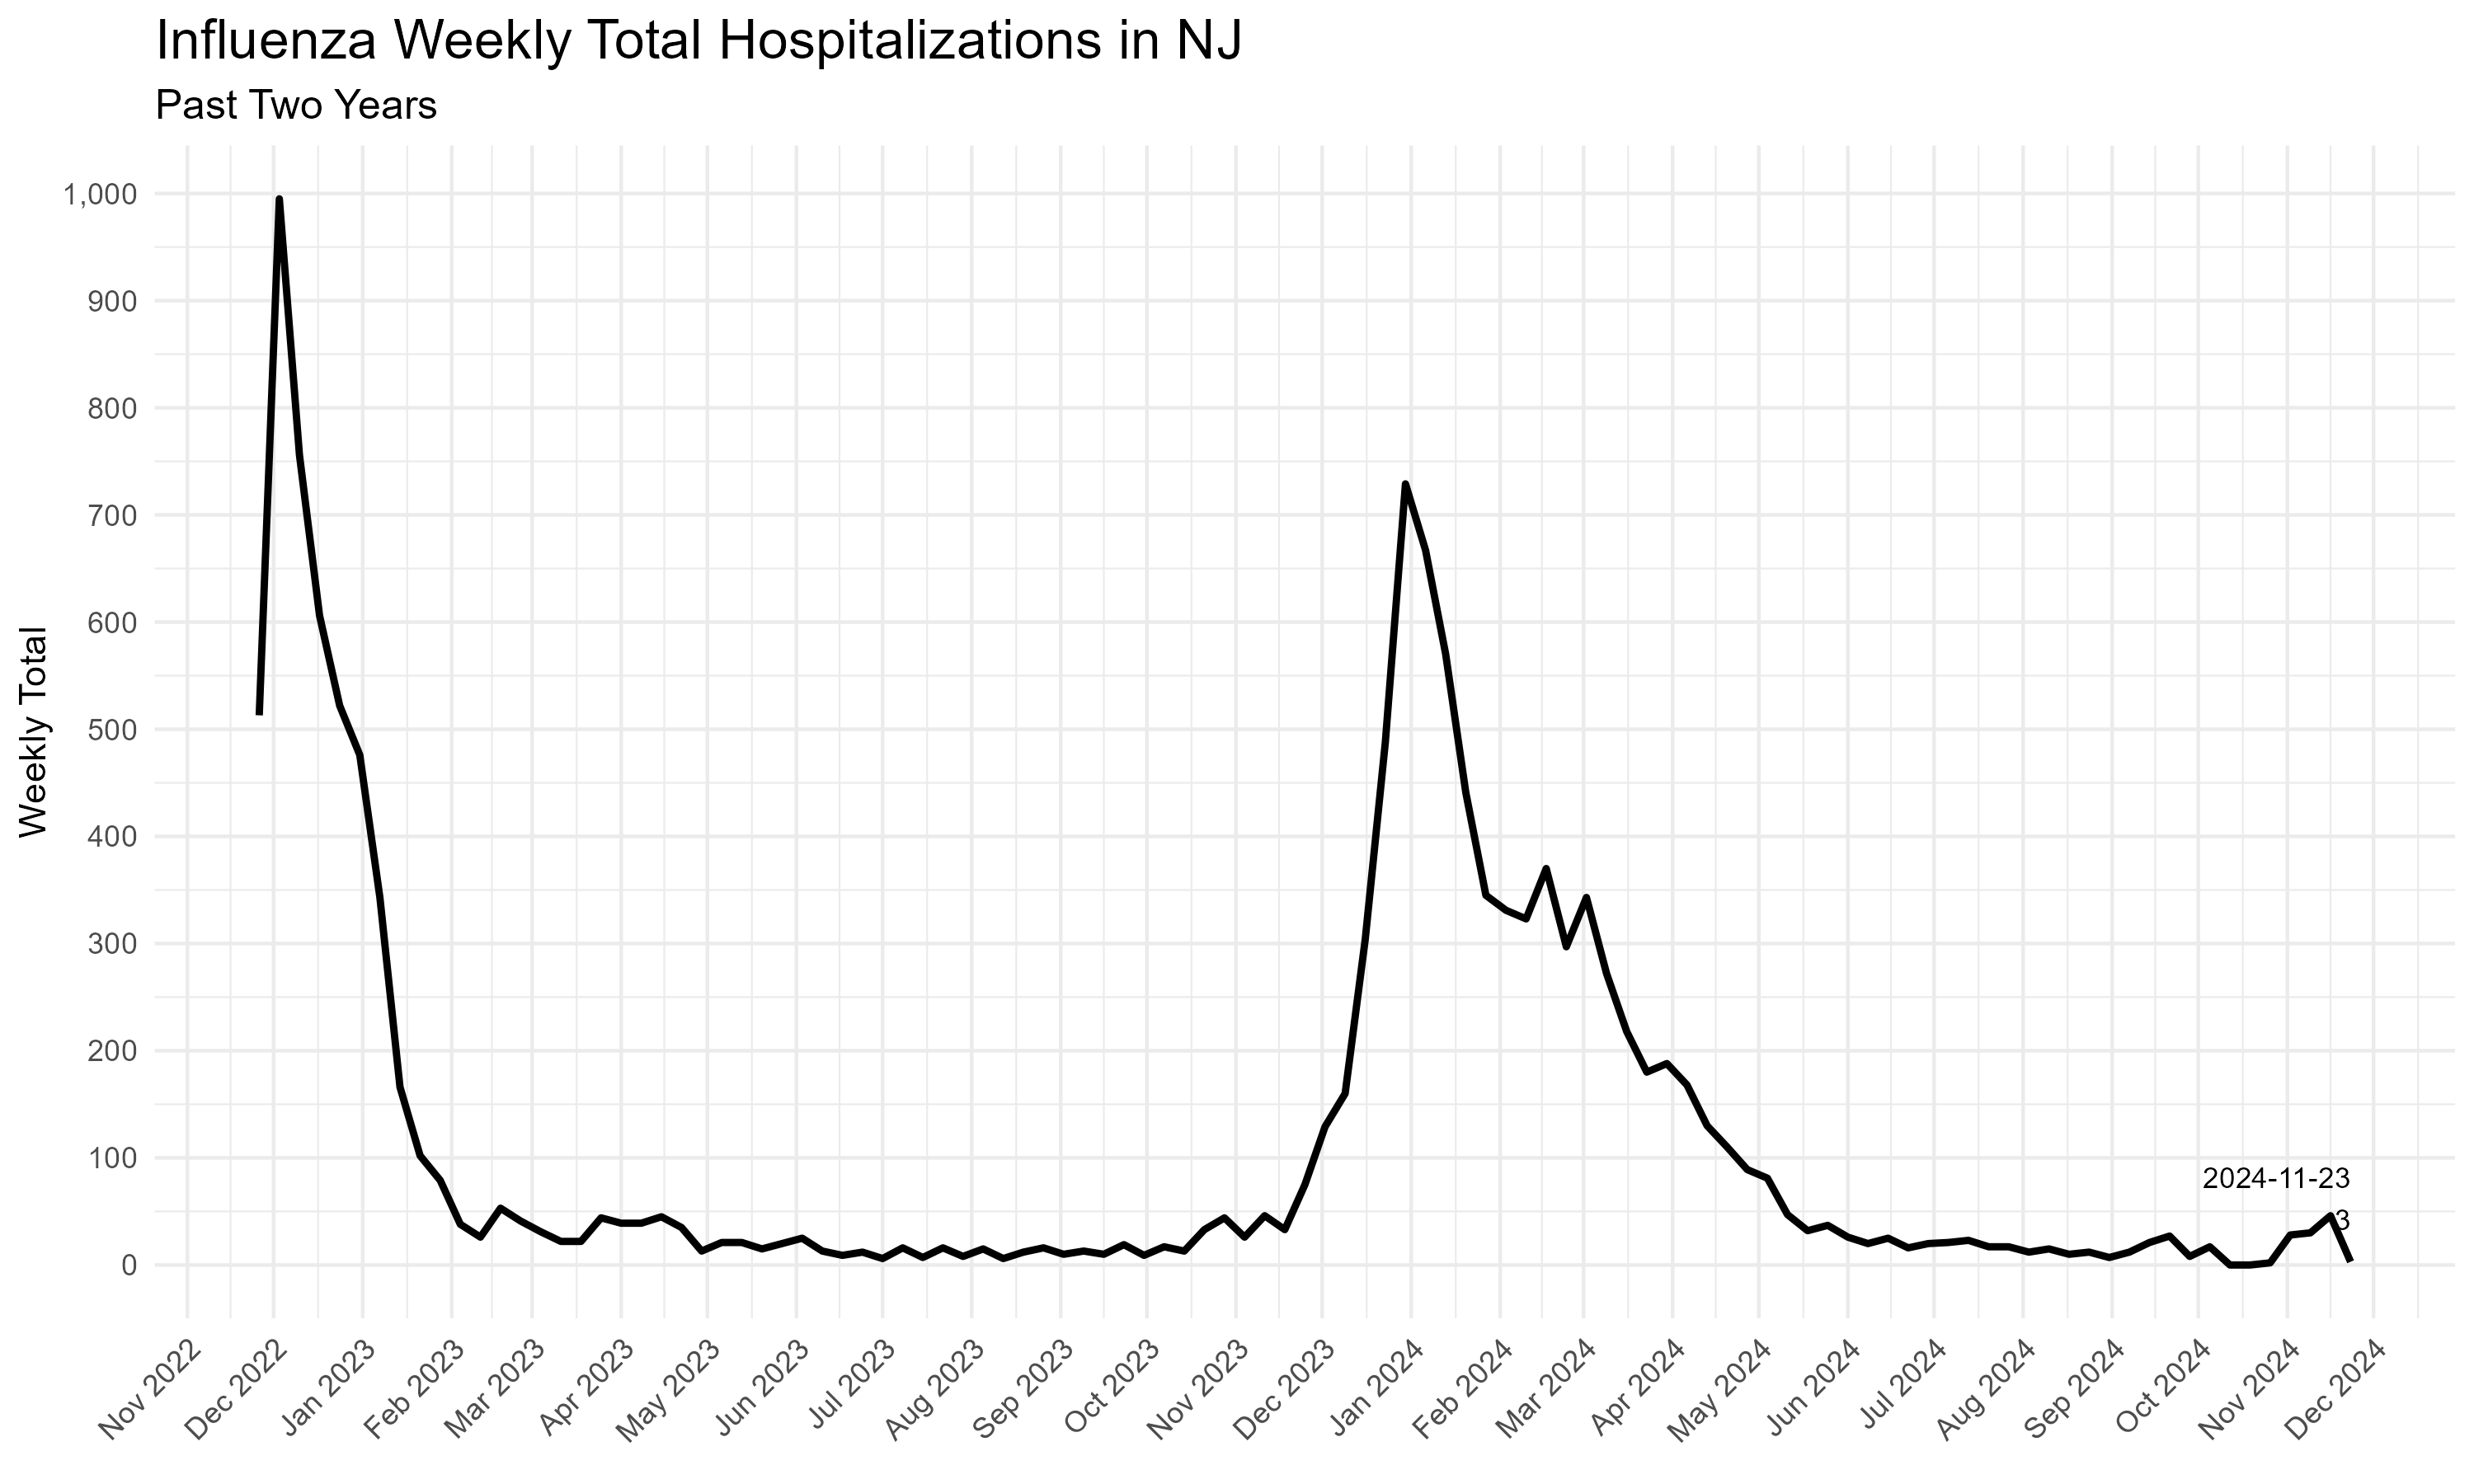 Influenza Weekly Total Hospitalizations in NJ
Past Two Years
Weekly Total
1,000
900
800
700
600
500
400
300
200
100
0
2024-11-23
3
Nov 2022
Dec 2022
Jan 2023
Feb 2023
Mar 2023
Apr 2023
May 2023
Jun 2023
Jul 2023
Aug 2023
Sep 2023
Oct 2023
Nov 2023
Dec 2023
Jan 2024
Feb 2024
Mar 2024
Apr 2024
May 2024
Jun 2024
Jul 2024
Aug 2024
Sep 2024
Oct 2024
Nov 2024
Dec 2024